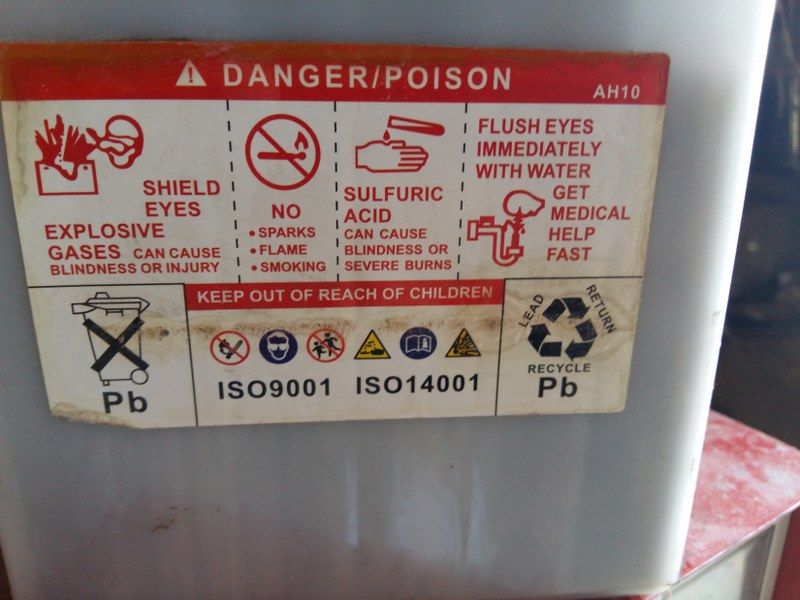 DANGER/POISON
AH10
SHIELD
EYES
EXPLOSIVE
GASES CAN CAUSE
BLINDNESS OR INJURY
NO
• SPARKS
• FLAME
• SMOKING
SULFURIC
ACID
CAN CAUSE
BLINDNESS OR
SEVERE BURNS
FLUSH EYES
IMMEDIATELY
WITH WATER
GET
MEDICAL
HELP
FAST
KEEP OUT OF REACH OF CHILDREN
Pb
ISO9001 ISO14001
LEAD
RETURN
RECYCLE
Pb